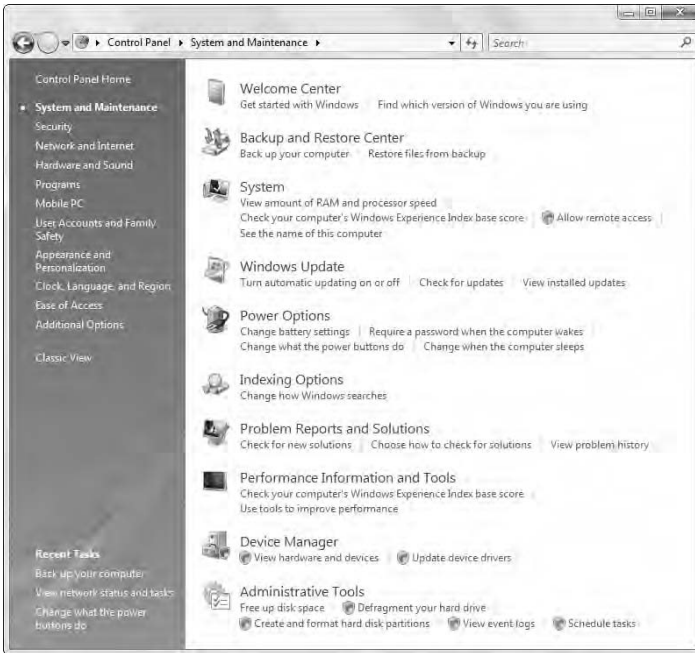 Control Panel ▸ System and Maintenance ▸
Search
Control Panel Home
• System and Maintenance
Security
Network and Internet
Hardware and Sound
Programs
Mobile PC
User Accounts and Family
Safety
Appearance and
Personalization
Clock, Language, and Region
Ease of Access
Additional Options
Classic View
Recent Tasks
Back up your computer
View network status and tasks
Change what the power
buttons do
Welcome Center
Get started with Windows | Find which version of Windows you are using
Backup and Restore Center
Back up your computer | Restore files from backup
System
View amount of RAM and processor speed
Check your computer's Windows Experience Index base score | Allow remote access |
See the name of this computer
Windows Update
Turn automatic updating on or off | Check for updates | View installed updates
Power Options
Change battery settings | Require a password when the computer wakes |
Change what the power buttons do | Change when the computer sleeps
Indexing Options
Change how Windows searches
Problem Reports and Solutions
Check for new solutions | Choose how to check for solutions | View problem history
Performance Information and Tools
Check your computer's Windows Experience Index base score |
Use tools to improve performance
Device Manager
View hardware and devices | Update device drivers
Administrative Tools
Free up disk space | Defragment your hard drive |
Create and format hard disk partitions | View event logs | Schedule tasks